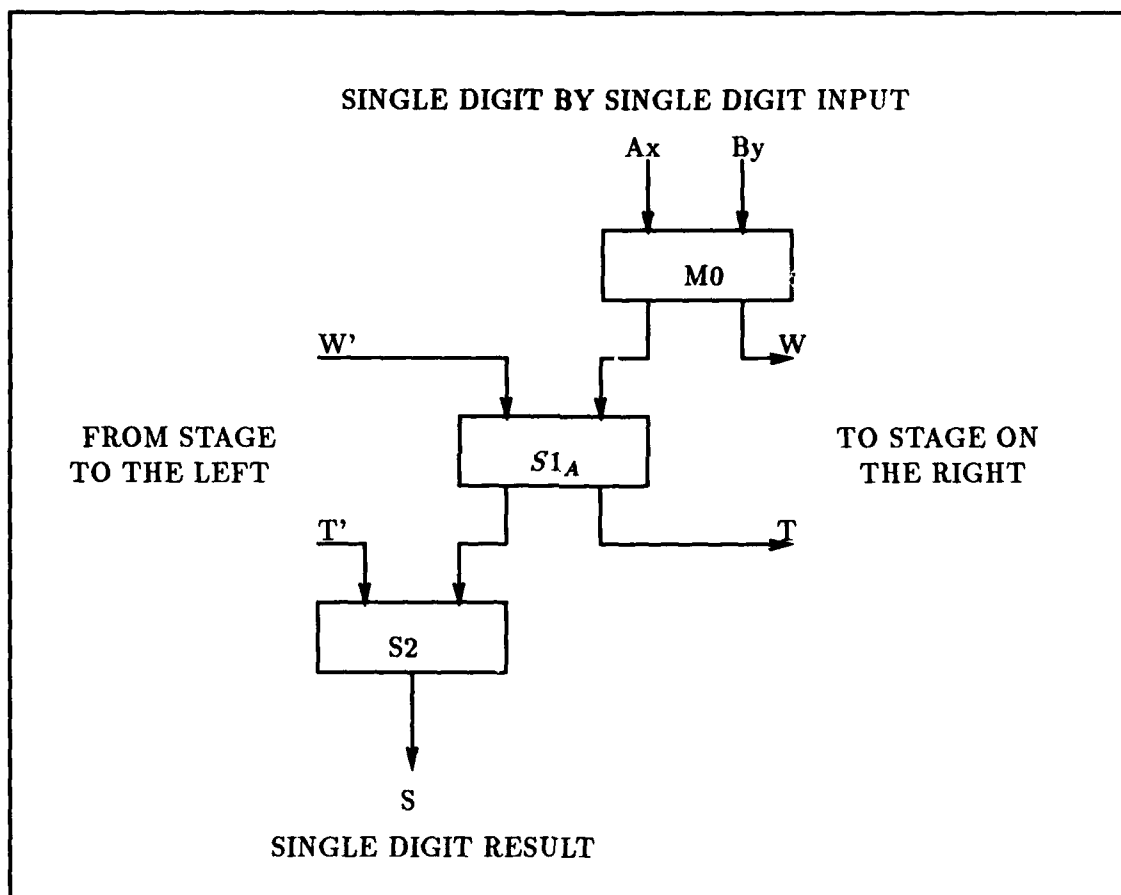 SINGLE DIGIT BY SINGLE DIGIT INPUT
Ax By
M0
W' W
FROM STAGE
TO THE LEFT
S1A
TO STAGE ON
THE RIGHT
T' T
S2
S
SINGLE DIGIT RESULT